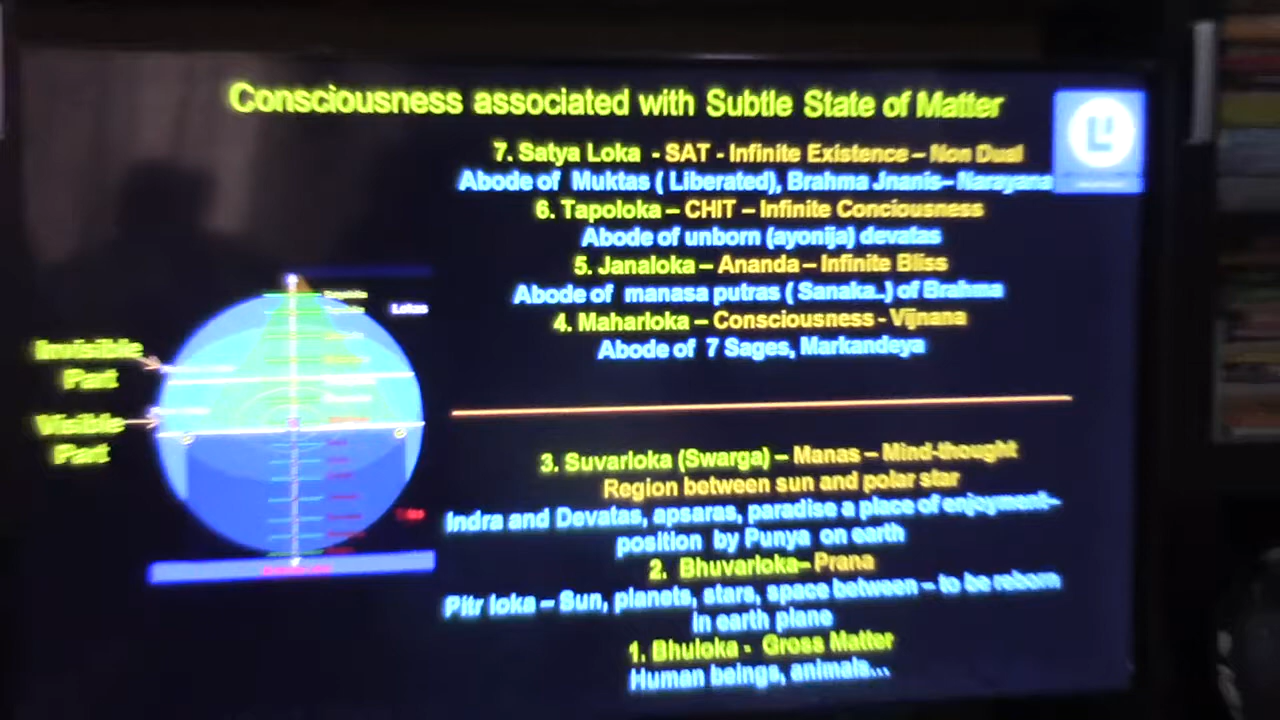 Consciousness associated with Subtle State of Matter
7. Satya Loka - SAT - Infinite Existence – Non Dual
Abode of Muktas ( Liberated), Brahma Jnanis– Narayana
6. Tapoloka – CHIT – Infinite Conciousness
Abode of unborn (ayonija) devatas
5. Janaloka – Ananda – Infinite Bliss
Abode of manasa putras ( Sanaka..) of Brahma
4. Maharloka – Consciousness - Vijnana
Abode of 7 Sages, Markandeya
Lokas
Invisible
Part
Visible
Part
3. Suvarloka (Swarga) – Manas – Mind-thought
Region between sun and polar star
Indra and Devatas, apsaras, paradise a place of enjoyment–
position by Punya on earth
2. Bhuvarloka– Prana
Pitr loka – Sun, planets, stars, space between – to be reborn
in earth plane
1. Bhuloka - Gross Matter
Human beings, animals...